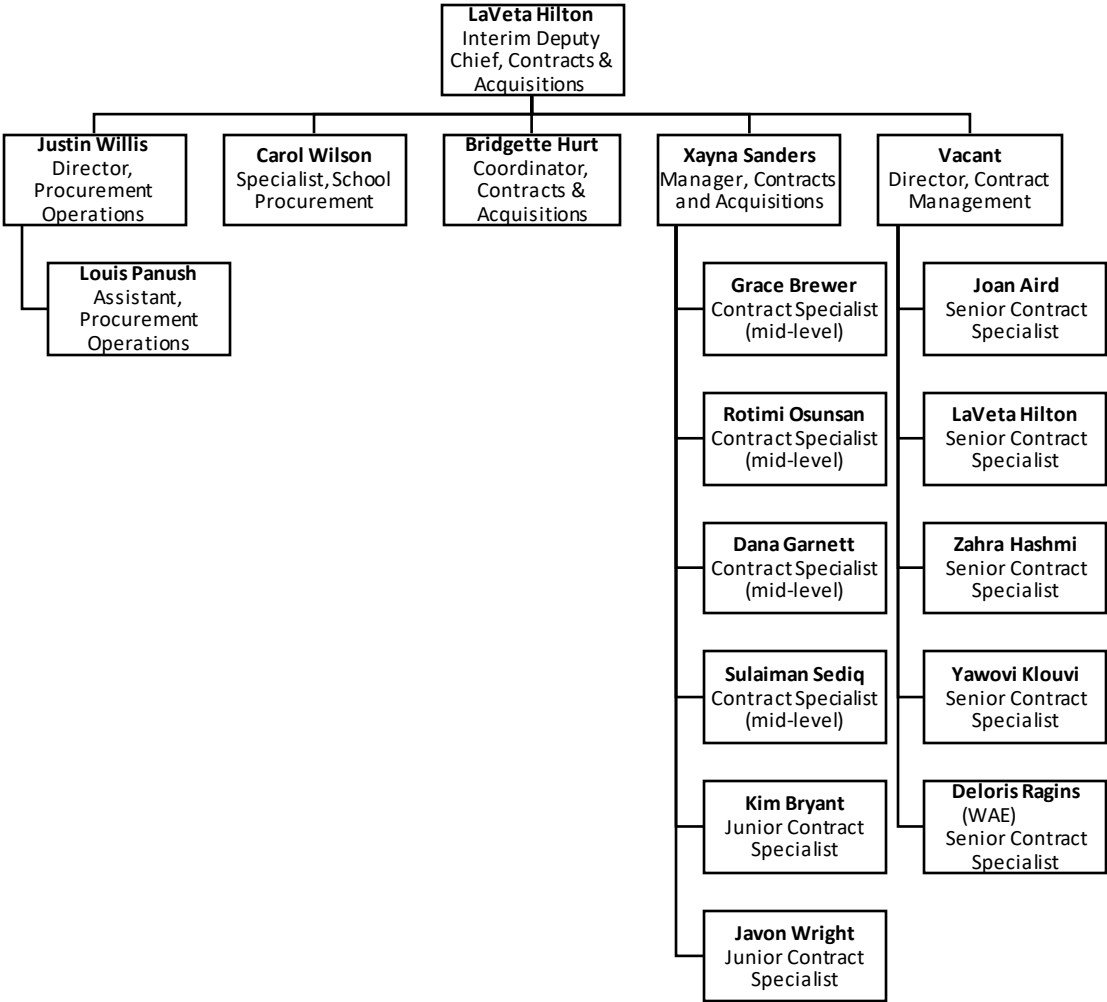 LaVeta Hilton
Interim Deputy
Chief, Contracts &
Acquisitions
Justin Willis
Director,
Procurement
Operations
Carol Wilson
Specialist, School
Procurement
Bridgette Hurt
Coordinator,
Contracts &
Acquisitions
Xayna Sanders
Manager, Contracts
and Acquisitions
Vacant
Director, Contract
Management
Louis Panush
Assistant,
Procurement
Operations
Grace Brewer
Contract Specialist
(mid-level)
Rotimi Osunsan
Contract Specialist
(mid-level)
Dana Garnett
Contract Specialist
(mid-level)
Sulaiman Sediq
Contract Specialist
(mid-level)
Kim Bryant
Junior Contract
Specialist
Javon Wright
Junior Contract
Specialist
Joan Aird
Senior Contract
Specialist
LaVeta Hilton
Senior Contract
Specialist
Zahra Hashmi
Senior Contract
Specialist
Yawovi Klouvi
Senior Contract
Specialist
Deloris Ragins
(WAE)
Senior Contract
Specialist